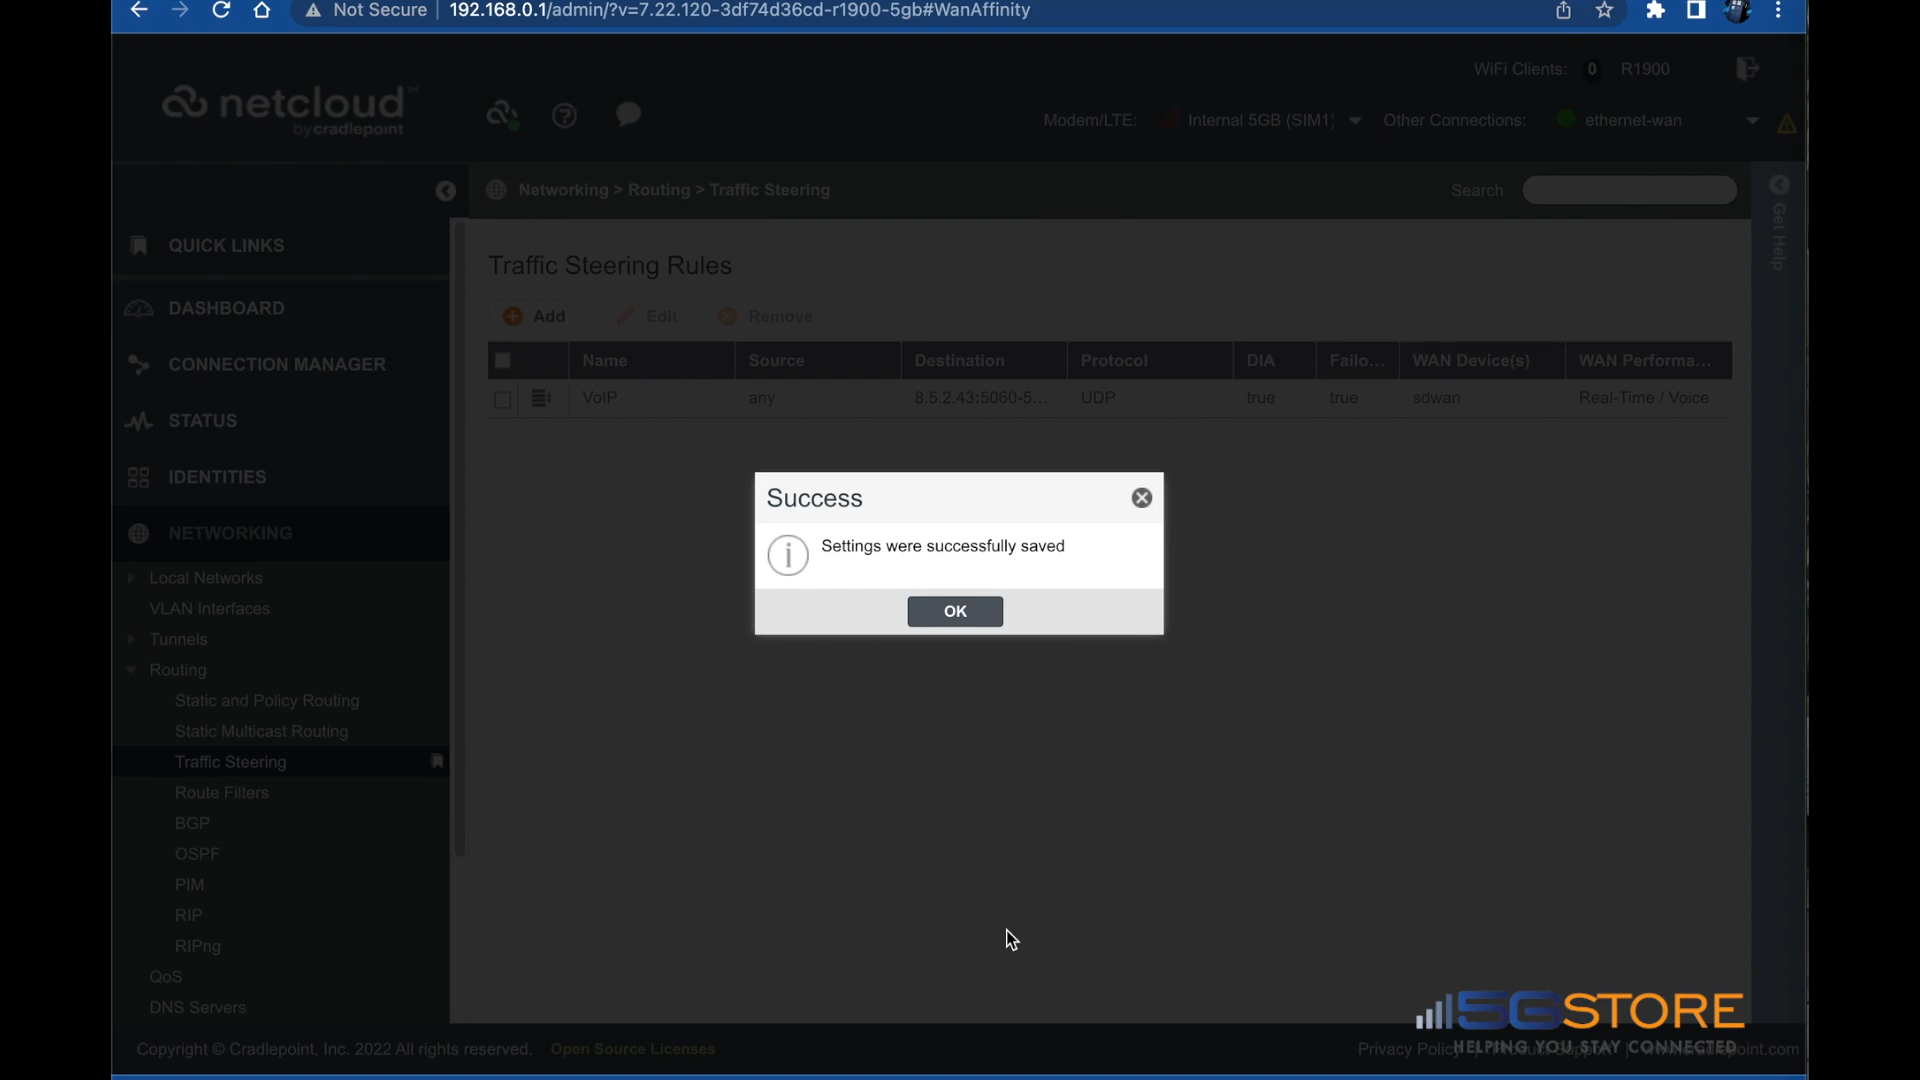 Not Secure
192.168.0.1/admin/?v=7.22.120-3df74d36cd-r1900-5gb#WanAffinity
WiFi Clients: 0 R1900
netcloud™
by cradlepoint
Modem/LTE: Internal 5GB (SIM1) Other Connections: ethernet-wan
Networking > Routing > Traffic Steering
Search
Get Help
QUICK LINKS
DASHBOARD
CONNECTION MANAGER
STATUS
IDENTITIES
NETWORKING
Local Networks
VLAN Interfaces
Tunnels
Routing
Static and Policy Routing
Static Multicast Routing
Traffic Steering
Route Filters
BGP
OSPF
PIM
RIP
RIPng
QoS
DNS Servers
Traffic Steering Rules
Add Edit Remove
Name Source Destination Protocol DIA Failo... WAN Device(s) WAN Performa...
VoIP any 8.5.2.43:5060-5... UDP true true sdwan Real-Time / Voice
Success
Settings were successfully saved
OK
5GSTORE
HELPING YOU STAY CONNECTED
Copyright © Cradlepoint, Inc. 2022 All rights reserved. Open Source Licenses
Privacy Policy